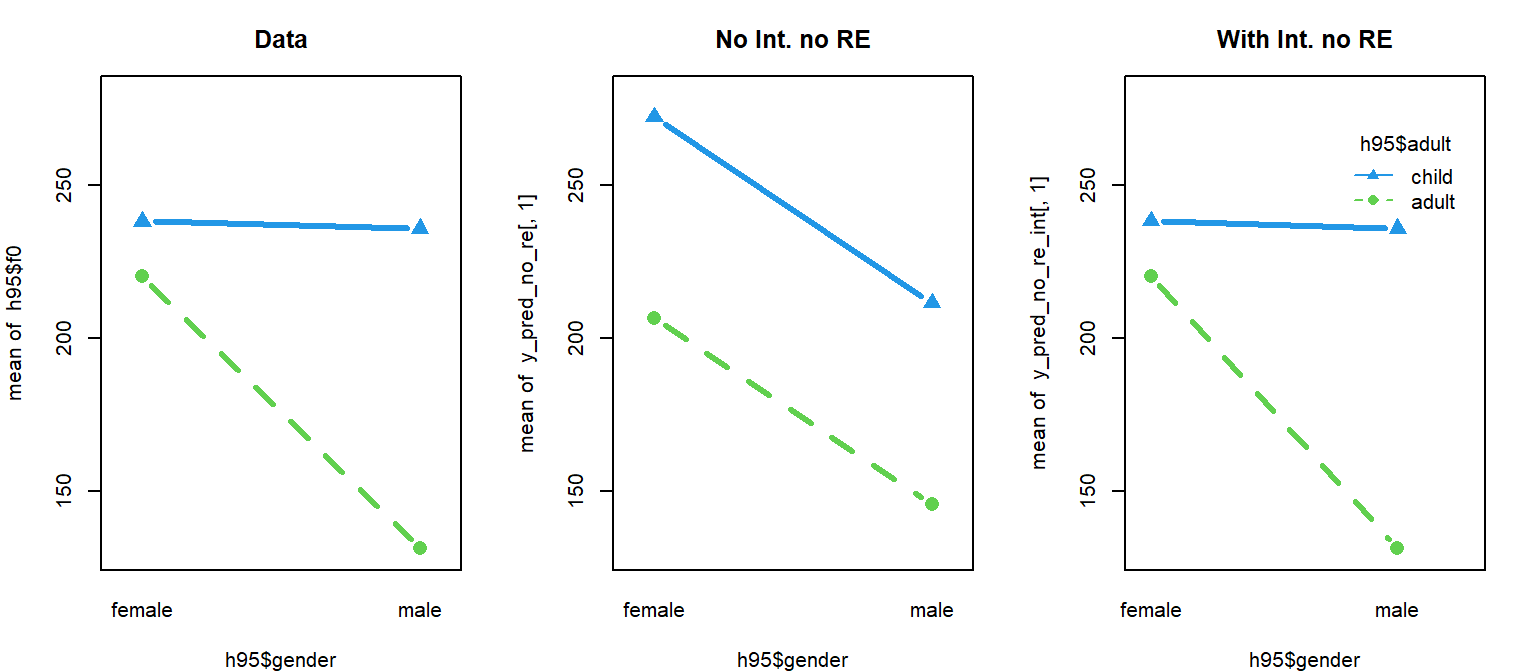 Data
mean of h95$f0
250
200
150
female male
h95$gender
No Int. no RE
mean of y_pred_no_re[, 1]
250
200
150
female male
h95$gender
With Int. no RE
mean of y_pred_no_re_int[, 1]
250
200
150
h95$adult
child
adult
female male
h95$gender